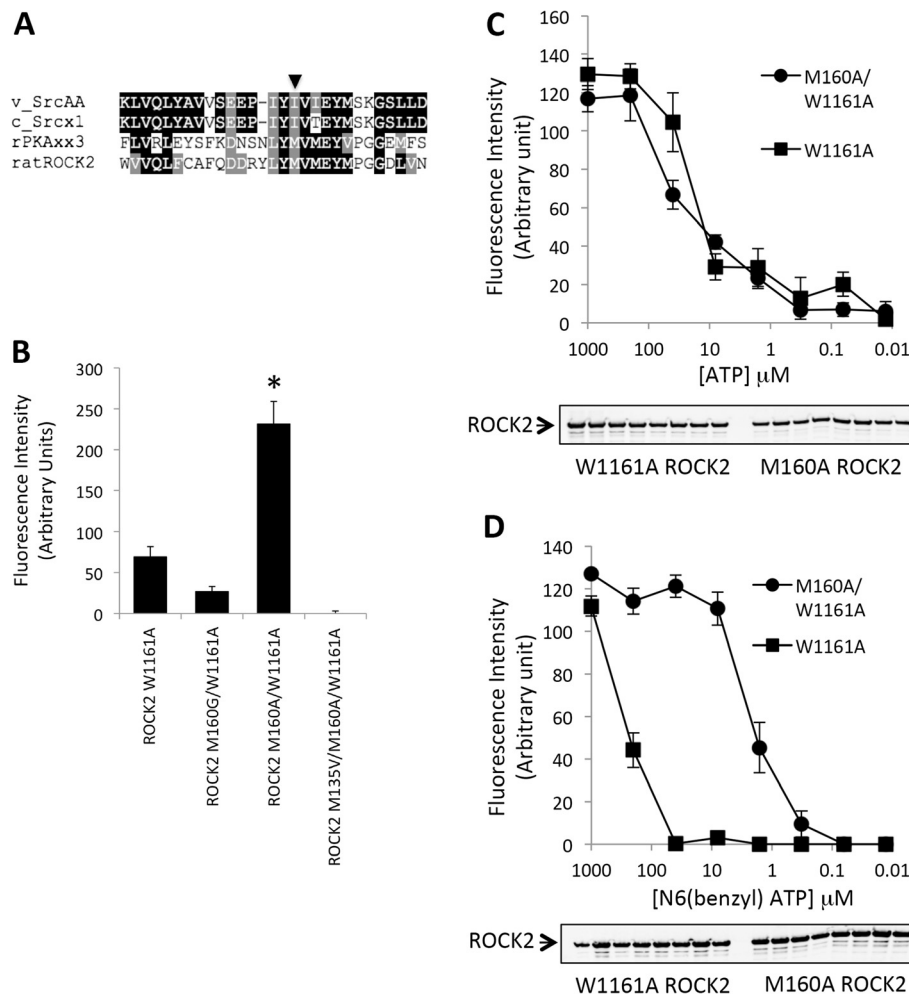 A
v_SrcAA KLVQLYAVVSEEP-IYIVIEYMSKGSLLD
c_Srcx1 KLVQLYAVVSEEP-IYIVTEYMSKGSLLD
rPKAxx3 FLVRLEYSFKDNSNLYMVMEYVPGGEMFS
ratROCK2 WVVQLFCAFQDDRYLYMVMEYMPGGDLVN
B
Fluorescence Intensity
(Arbitrary Units)
300
250
200
150
100
50
0
*
ROCK2 W1161A
ROCK2 M160G/W1161A
ROCK2 M160A/W1161A
ROCK2 M135V/M160A/W1161A
C
Fluorescence Intensity
(Arbitrary unit)
160
140
120
100
80
60
40
20
0
M160A/
W1161A
W1161A
1000 100 10 1 0.1 0.01
[ATP] μM
ROCK2
W1161A ROCK2 M160A ROCK2
D
Fluorescence Intensity
(Arbitrary unit)
140
120
100
80
60
40
20
0
M160A/
W1161A
W1161A
1000 100 10 1 0.1 0.01
[N6(benzyl) ATP] μM
ROCK2
W1161A ROCK2 M160A ROCK2